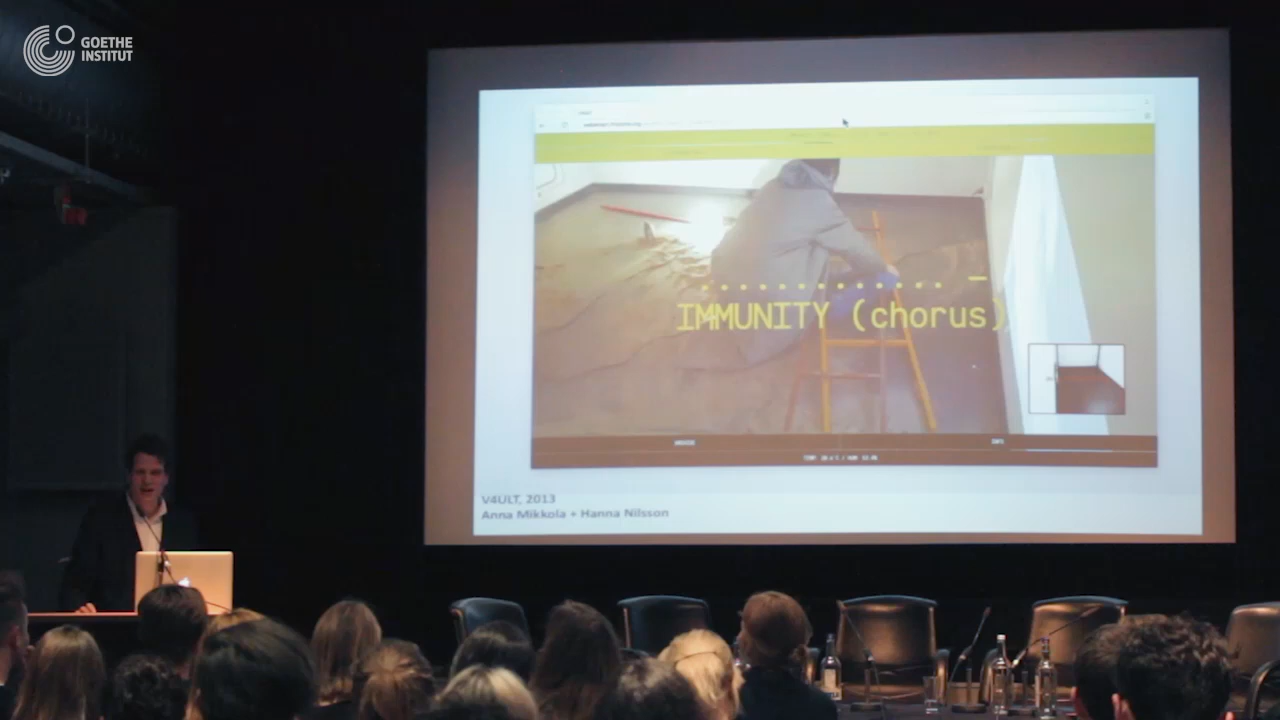 GOETHE
INSTITUT
IMMUNITY (chorus)
V4ULT, 2013
Anna Mikkola + Hanna Nilsson